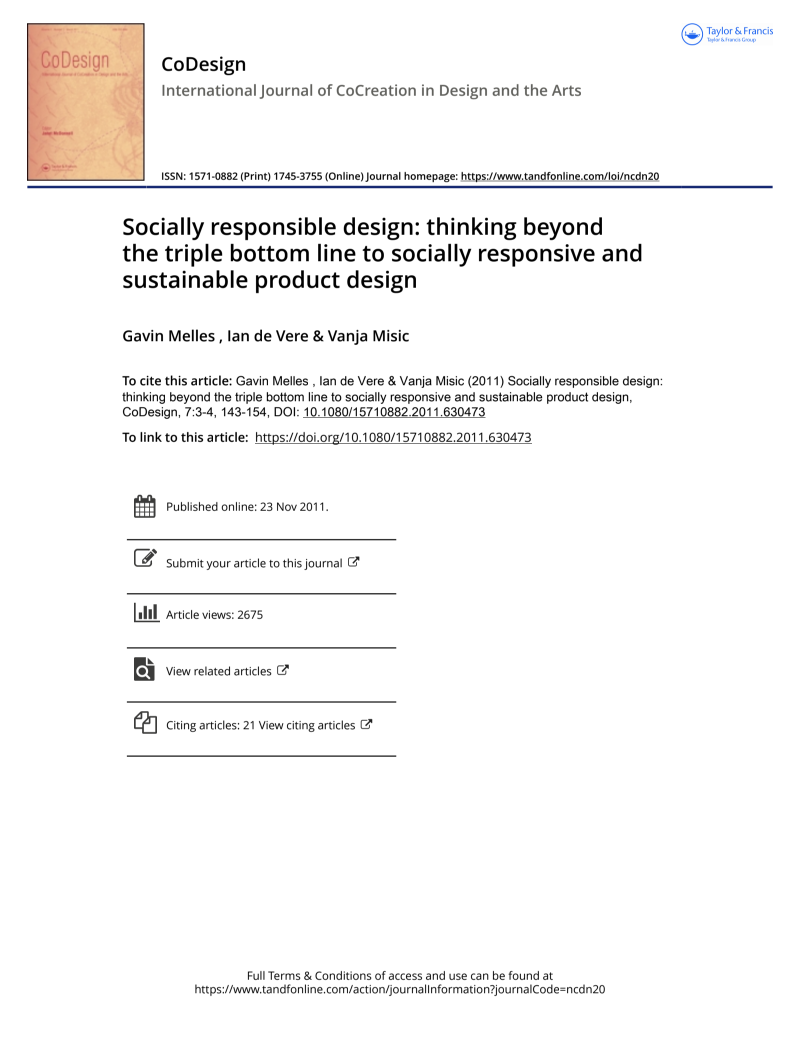 CoDesign
Taylor & Francis
Taylor & Francis Group
CoDesign
International Journal of CoCreation in Design and the Arts
ISSN: 1571-0882 (Print) 1745-3755 (Online) Journal homepage: https://www.tandfonline.com/loi/ncdn20
Socially responsible design: thinking beyond
the triple bottom line to socially responsive and
sustainable product design
Gavin Melles , Ian de Vere & Vanja Misic
To cite this article: Gavin Melles , Ian de Vere & Vanja Misic (2011) Socially responsible design:
thinking beyond the triple bottom line to socially responsive and sustainable product design,
CoDesign, 7:3-4, 143-154, DOI: 10.1080/15710882.2011.630473
To link to this article: https://doi.org/10.1080/15710882.2011.630473
Published online: 23 Nov 2011.
Submit your article to this journal
Article views: 2675
View related articles
Citing articles: 21 View citing articles
Full Terms & Conditions of access and use can be found at
https://www.tandfonline.com/action/journalInformation?journalCode=ncdn20